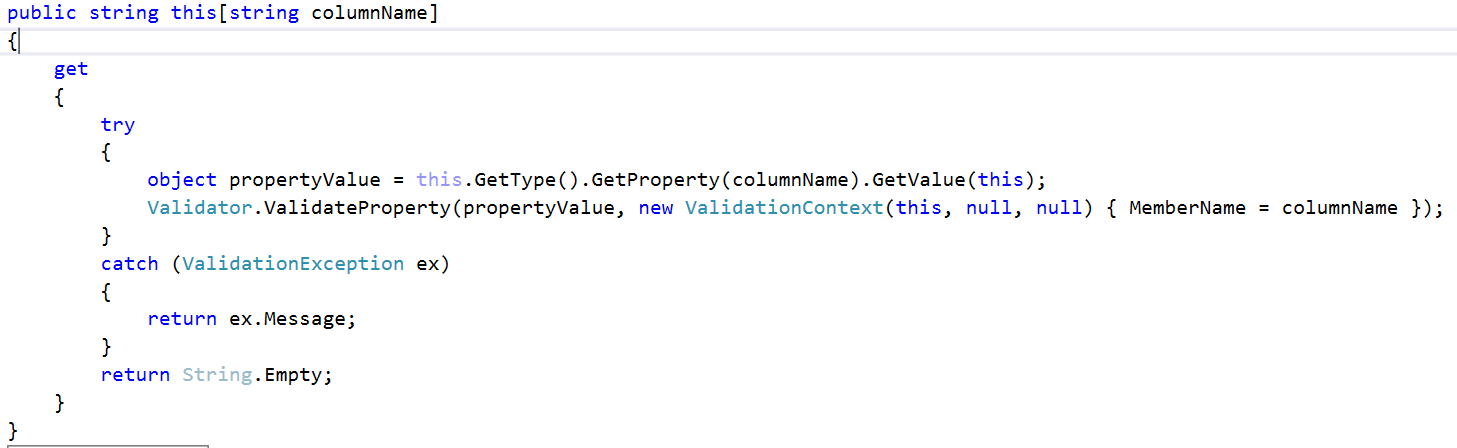 public string this[string columnName]
{
    get
    {
        try
        {
            object propertyValue = this.GetType().GetProperty(columnName).GetValue(this);
            Validator.ValidateProperty(propertyValue, new ValidationContext(this, null, null) { MemberName = columnName });
        }
        catch (ValidationException ex)
        {
            return ex.Message;
        }
        return String.Empty;
    }
}